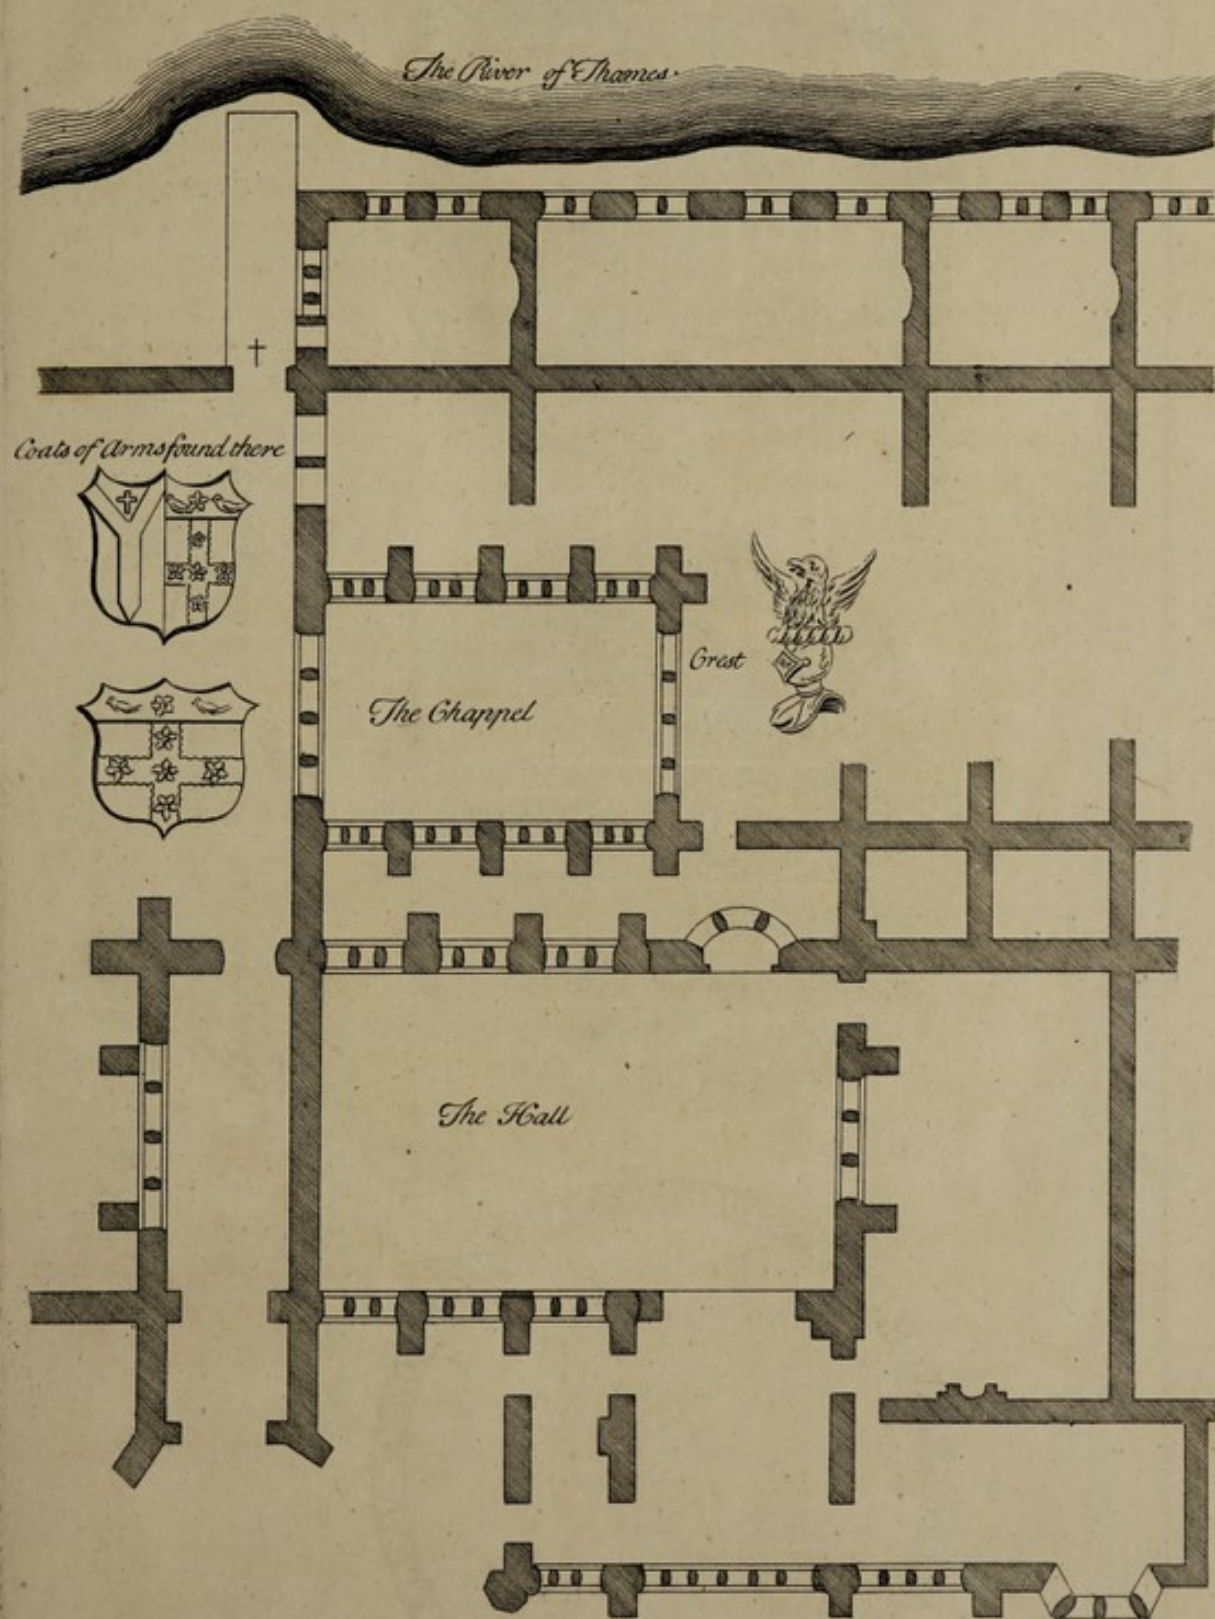 The River of Thames.
Coats of Arms found there
Crest
The Chappel
The Hall